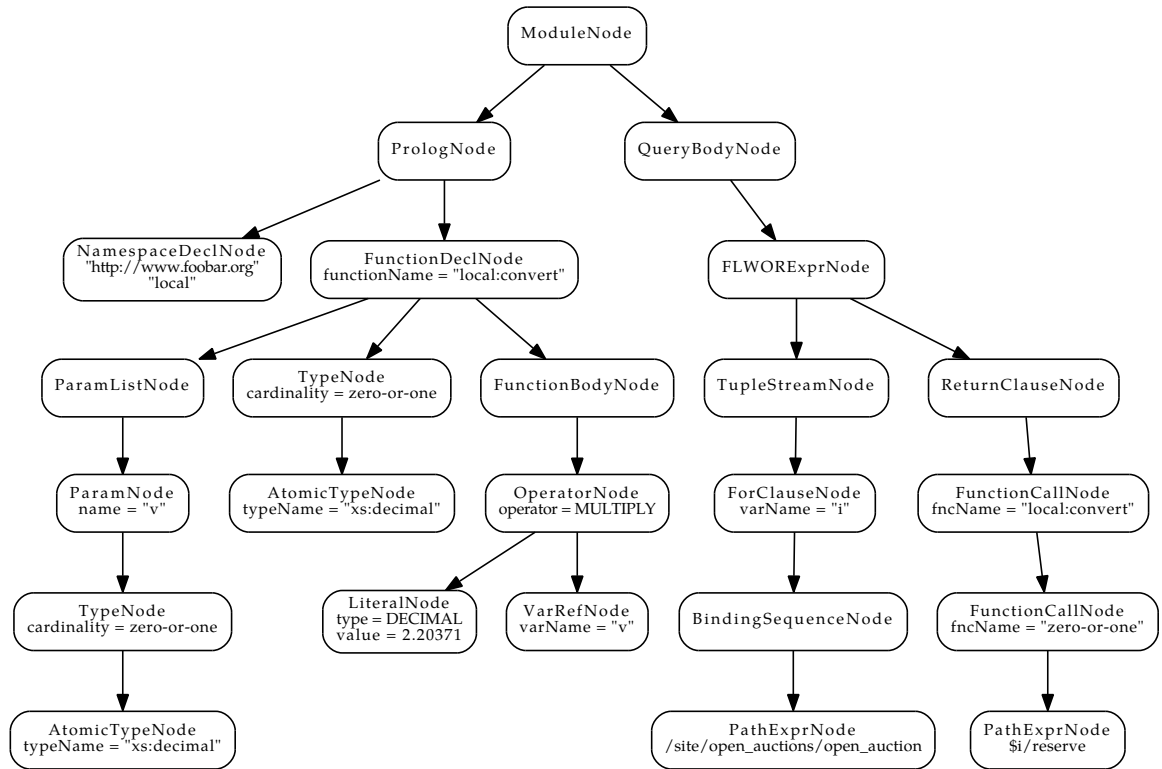 ModuleNode
PrologNode
QueryBodyNode
NamespaceDeclNode
"http://www.foobar.org"
"local"
FunctionDeclNode
functionName = "local:convert"
FLWORExprNode
ParamListNode
TypeNode
cardinality = zero-or-one
FunctionBodyNode
TupleStreamNode
ReturnClauseNode
ParamNode
name = "v"
AtomicTypeNode
typeName = "xs:decimal"
OperatorNode
operator = MULTIPLY
ForClauseNode
varName = "i"
FunctionCallNode
fncName = "local:convert"
TypeNode
cardinality = zero-or-one
LiteralNode
type = DECIMAL
value = 2.20371
VarRefNode
varName = "v"
BindingSequenceNode
FunctionCallNode
fncName = "zero-or-one"
AtomicTypeNode
typeName = "xs:decimal"
PathExprNode
/site/open_auctions/open_auction
PathExprNode
$i/reserve